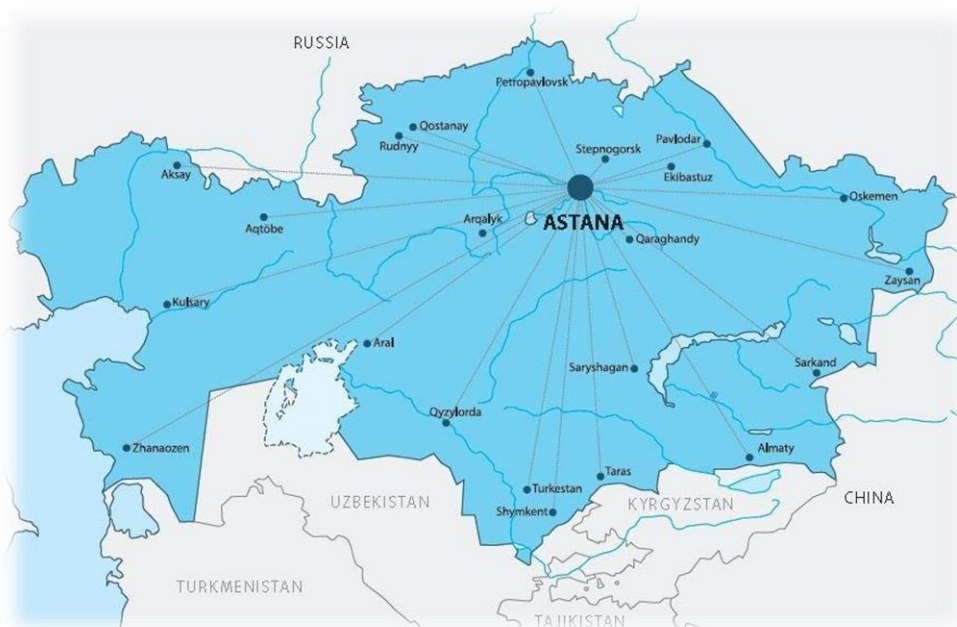 RUSSIA
Petropavlovsk
Qostanay
Rudnyy
Stepnogorsk
Pavlodar
Aksay
Ekibastuz
Oskemen
Aqtöbe
Arqalyk
ASTANA
Qaraghandy
Zaysan
Kulsary
Aral
Saryshagan
Sarkand
Qyzylorda
Zhanaozen
Almaty
Taras
Turkestan
UZBEKISTAN
KYRGYZSTAN
CHINA
Shymkent
TURKMENISTAN
TAJIKISTAN